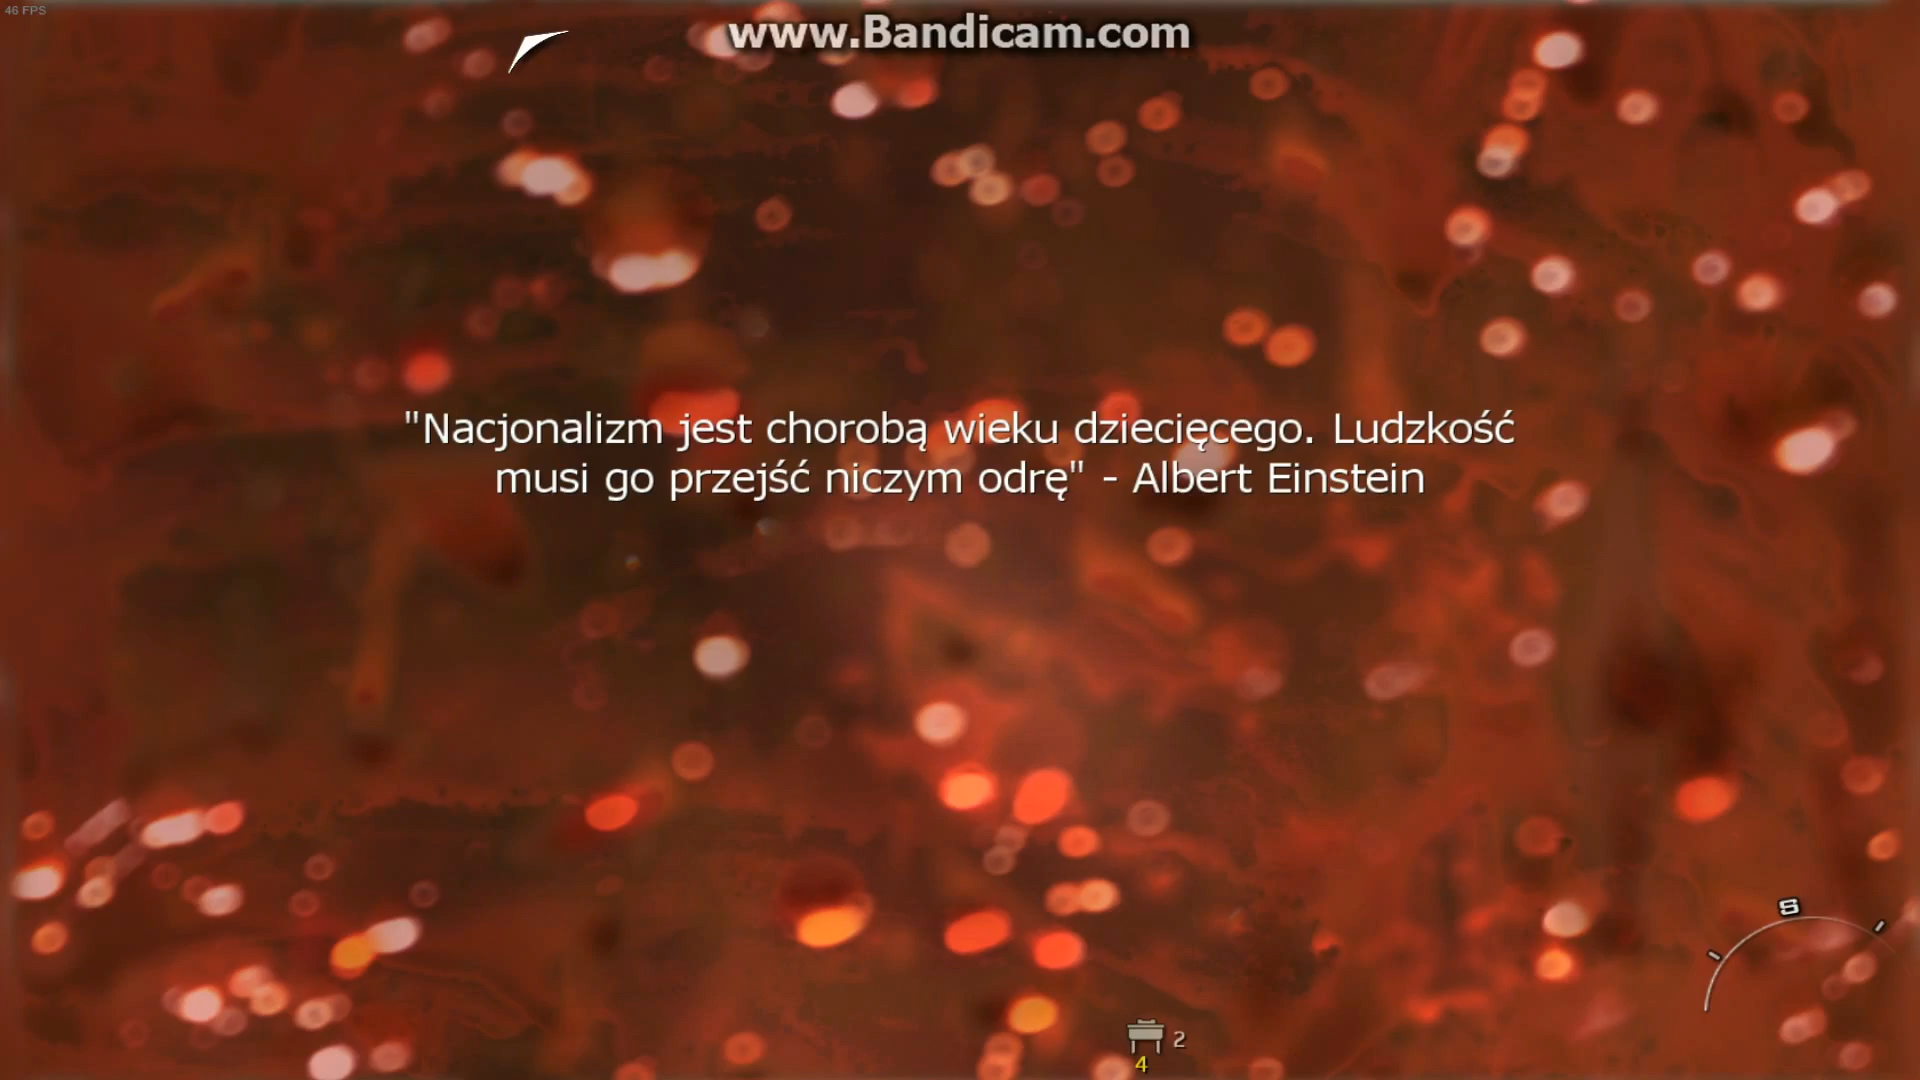 46 FPS
www.Bandicam.com
"Nacjonalizm jest chorobą wieku dziecięcego. Ludzkość
musi go przejść niczym odrę" - Albert Einstein
S
2
4